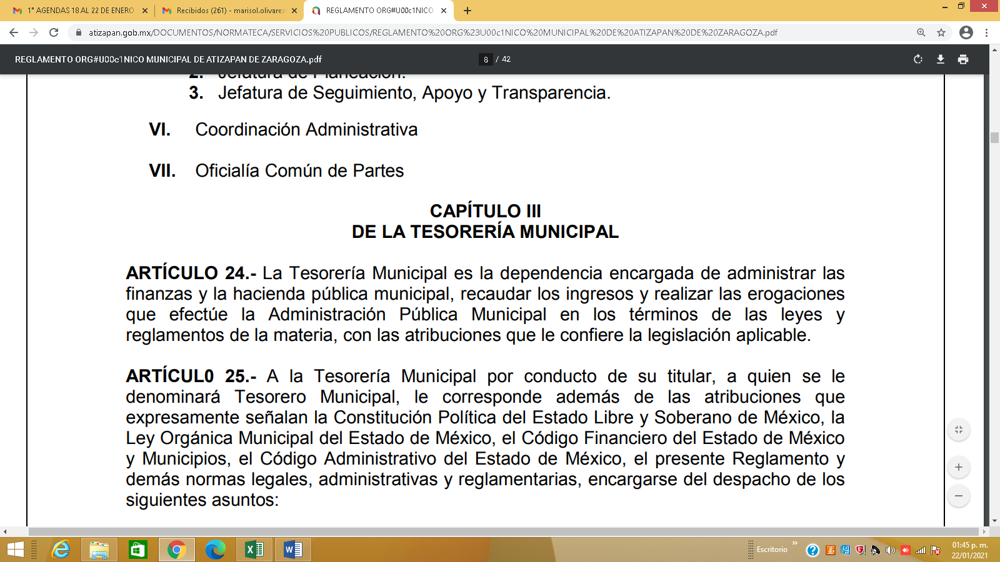 1° AGENDAS 18 AL 22 DE ENERO
Recibidos (261) - marisol.olivares
REGLAMENTO ORG#U00c1NICO
atizapan.gob.mx/DOCUMENTOS/NORMATECA/SERVICIOS%20PUBLICOS/REGLAMENTO%20ORG%23U00c1NICO%20MUNICIPAL%20DE%20ATIZAPAN%20DE%20ZARAGOZA.pdf
REGLAMENTO ORG#U00c1NICO MUNICIPAL DE ATIZAPAN DE ZARAGOZA.pdf
8 / 42
2. Jefatura de Planeación.
3. Jefatura de Seguimiento, Apoyo y Transparencia.
VI. Coordinación Administrativa
VII. Oficialía Común de Partes
CAPÍTULO III
DE LA TESORERÍA MUNICIPAL
ARTÍCULO 24.- La Tesorería Municipal es la dependencia encargada de administrar las
finanzas y la hacienda pública municipal, recaudar los ingresos y realizar las erogaciones
que efectúe la Administración Pública Municipal en los términos de las leyes y
reglamentos de la materia, con las atribuciones que le confiere la legislación aplicable.
ARTÍCUL0 25.- A la Tesorería Municipal por conducto de su titular, a quien se le
denominará Tesorero Municipal, le corresponde además de las atribuciones que
expresamente señalan la Constitución Política del Estado Libre y Soberano de México, la
Ley Orgánica Municipal del Estado de México, el Código Financiero del Estado de México
y Municipios, el Código Administrativo del Estado de México, el presente Reglamento y
demás normas legales, administrativas y reglamentarias, encargarse del despacho de los
siguientes asuntos:
Escritorio
01:45 p. m.
22/01/2021